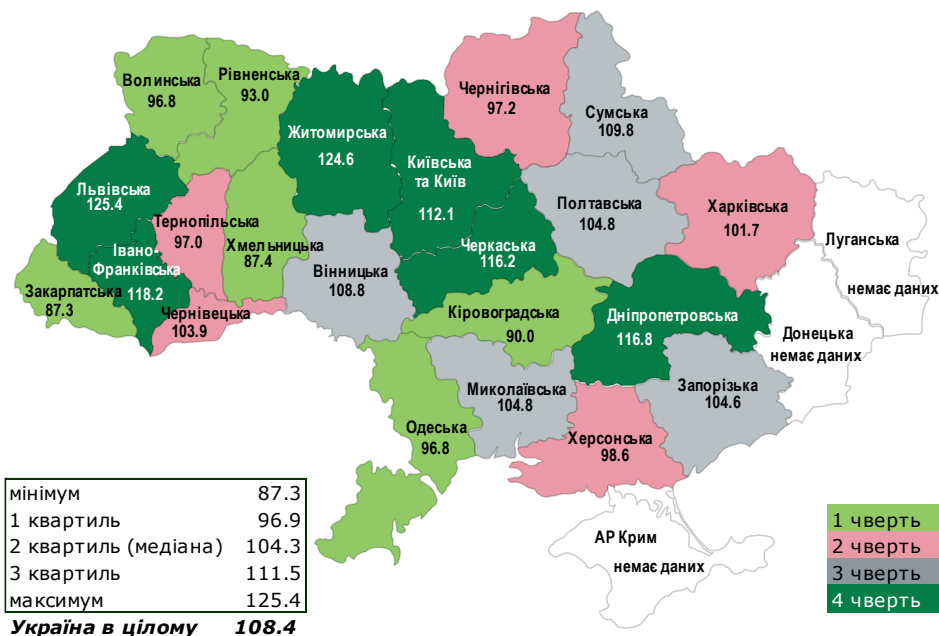 Волинська
96.8
Рівненська
93.0
Житомирська
124.6
Київська
та Київ
112.1
Чернігівська
97.2
Сумська
109.8
Львівська
125.4
Тернопільська
97.0
Хмельницька
87.4
Івано-
Франківська
118.2
Закарпатська
87.3
Чернівецька
103.9
Вінницька
108.8
Черкаська
116.2
Полтавська
104.8
Харківська
101.7
Луганська
немає даних
Донецька
немає даних
Кіровоградська
90.0
Дніпропетровська
116.8
Запорізька
104.6
Миколаївська
104.8
Одеська
96.8
Херсонська
98.6
АР Крим
немає даних
мінімум 87.3
1 квартиль 96.9
2 квартиль (медіана) 104.3
3 квартиль 111.5
максимум 125.4
Україна в цілому 108.4
1 чверть
2 чверть
3 чверть
4 чверть